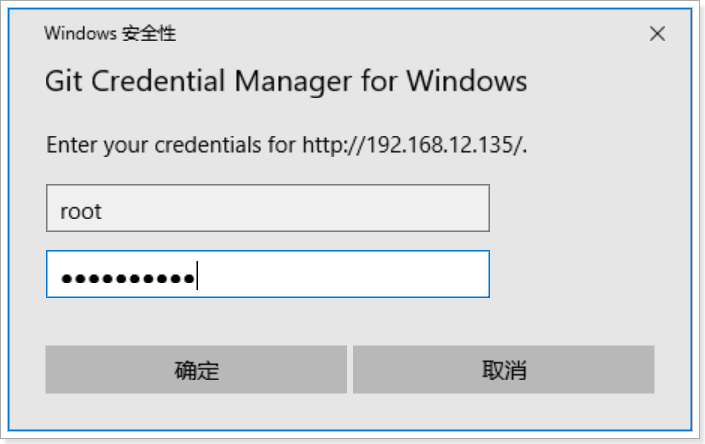 Windows 安全性
Git Credential Manager for Windows
Enter your credentials for http://192.168.12.135/.
root
●●●●●●●●●●
确定
取消